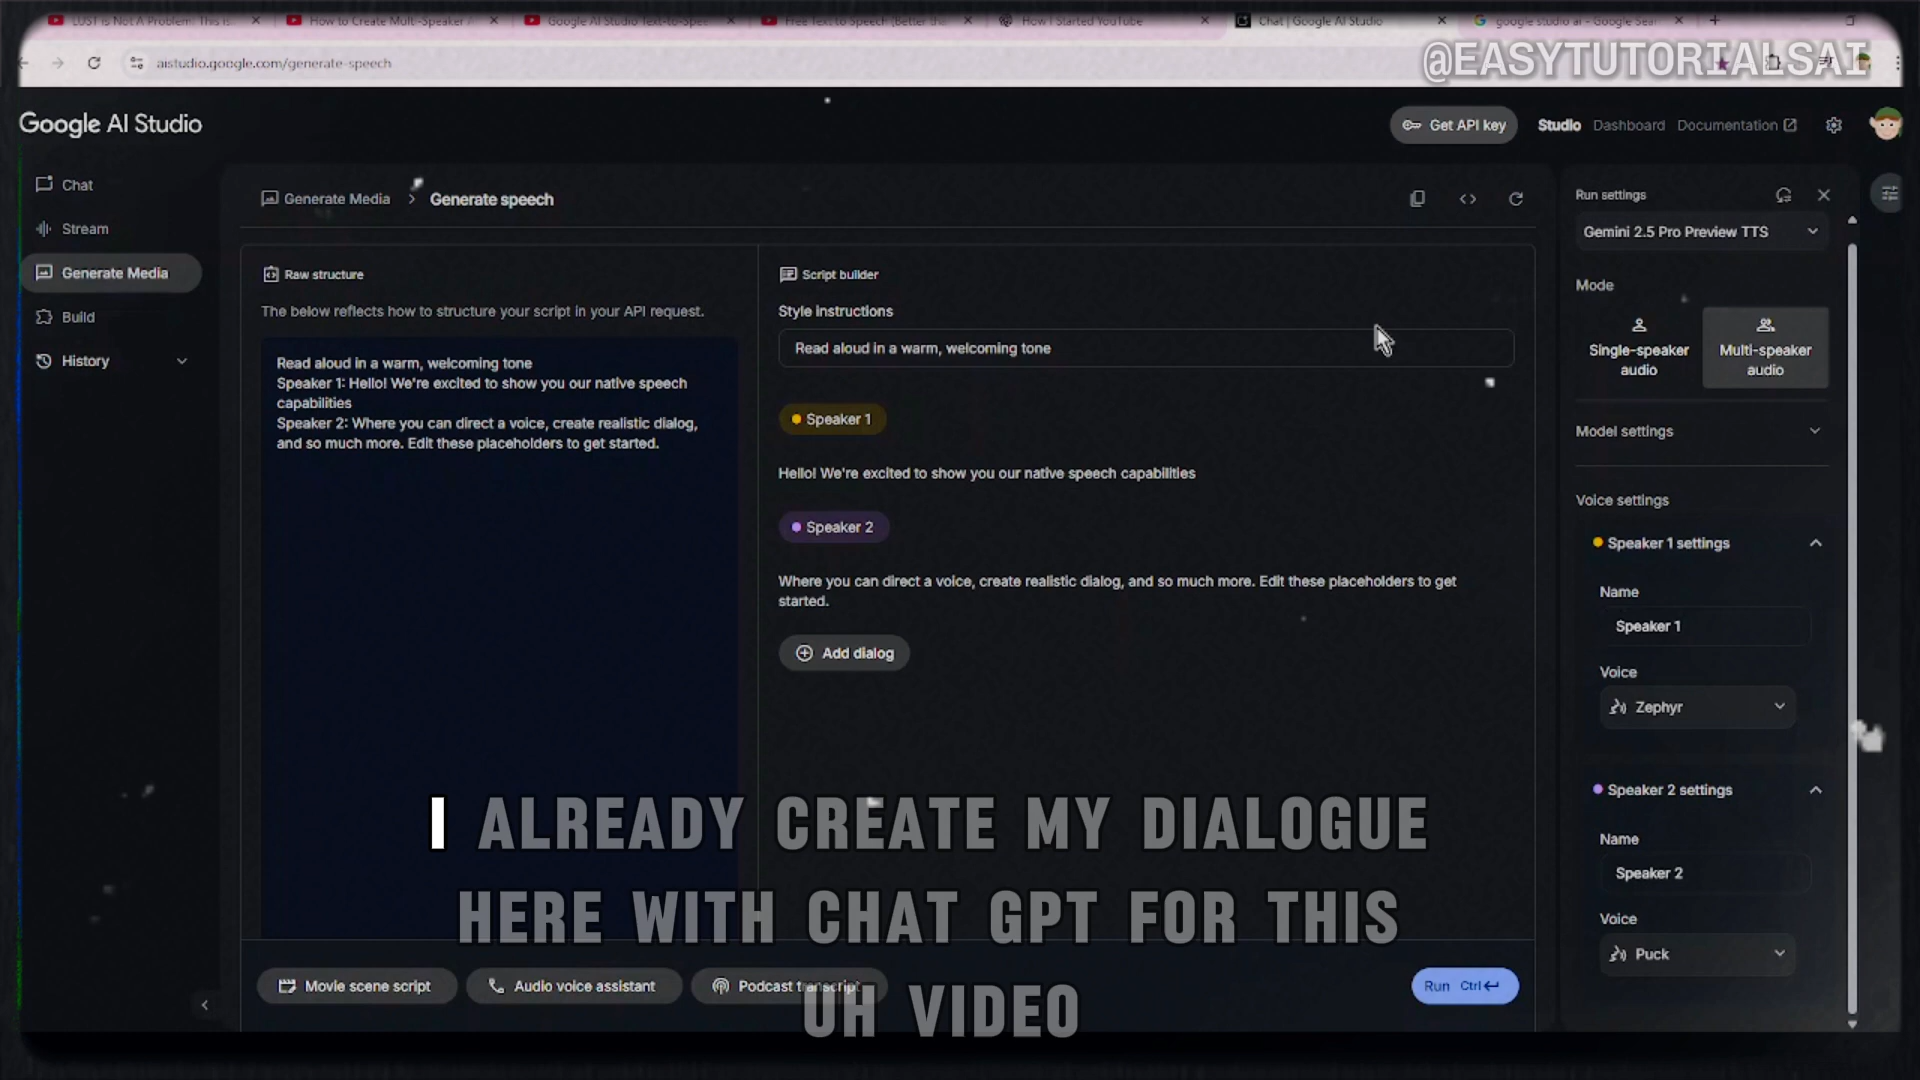 LUST is Not A Problem: This is
How to Create Multi-Speaker A
Google AI Studio Text-to-Spee
Free Text to Speech (Better tha
How I Started YouTube
Chat | Google AI Studio
google studio ai - Google Sear
aistudio.google.com/generate-speech
@EASYTUTORIALSAI
Google AI Studio
Get API key
Studio
Dashboard
Documentation
Chat
Stream
Generate Media
Build
History
Generate Media > Generate speech
Raw structure
The below reflects how to structure your script in your API request.
Read aloud in a warm, welcoming tone
Speaker 1: Hello! We're excited to show you our native speech
capabilities
Speaker 2: Where you can direct a voice, create realistic dialog,
and so much more. Edit these placeholders to get started.
Script builder
Style instructions
Read aloud in a warm, welcoming tone
Speaker 1
Hello! We're excited to show you our native speech capabilities
Speaker 2
Where you can direct a voice, create realistic dialog, and so much more. Edit these placeholders to get
started.
Add dialog
Run settings
Gemini 2.5 Pro Preview TTS
Mode
Single-speaker
audio
Multi-speaker
audio
Model settings
Voice settings
Speaker 1 settings
Name
Speaker 1
Voice
Zephyr
Speaker 2 settings
Name
Speaker 2
Voice
Puck
Movie scene script
Audio voice assistant
Podcast transcript
Run Ctrl
I ALREADY CREATE MY DIALOGUE
HERE WITH CHAT GPT FOR THIS
UH VIDEO